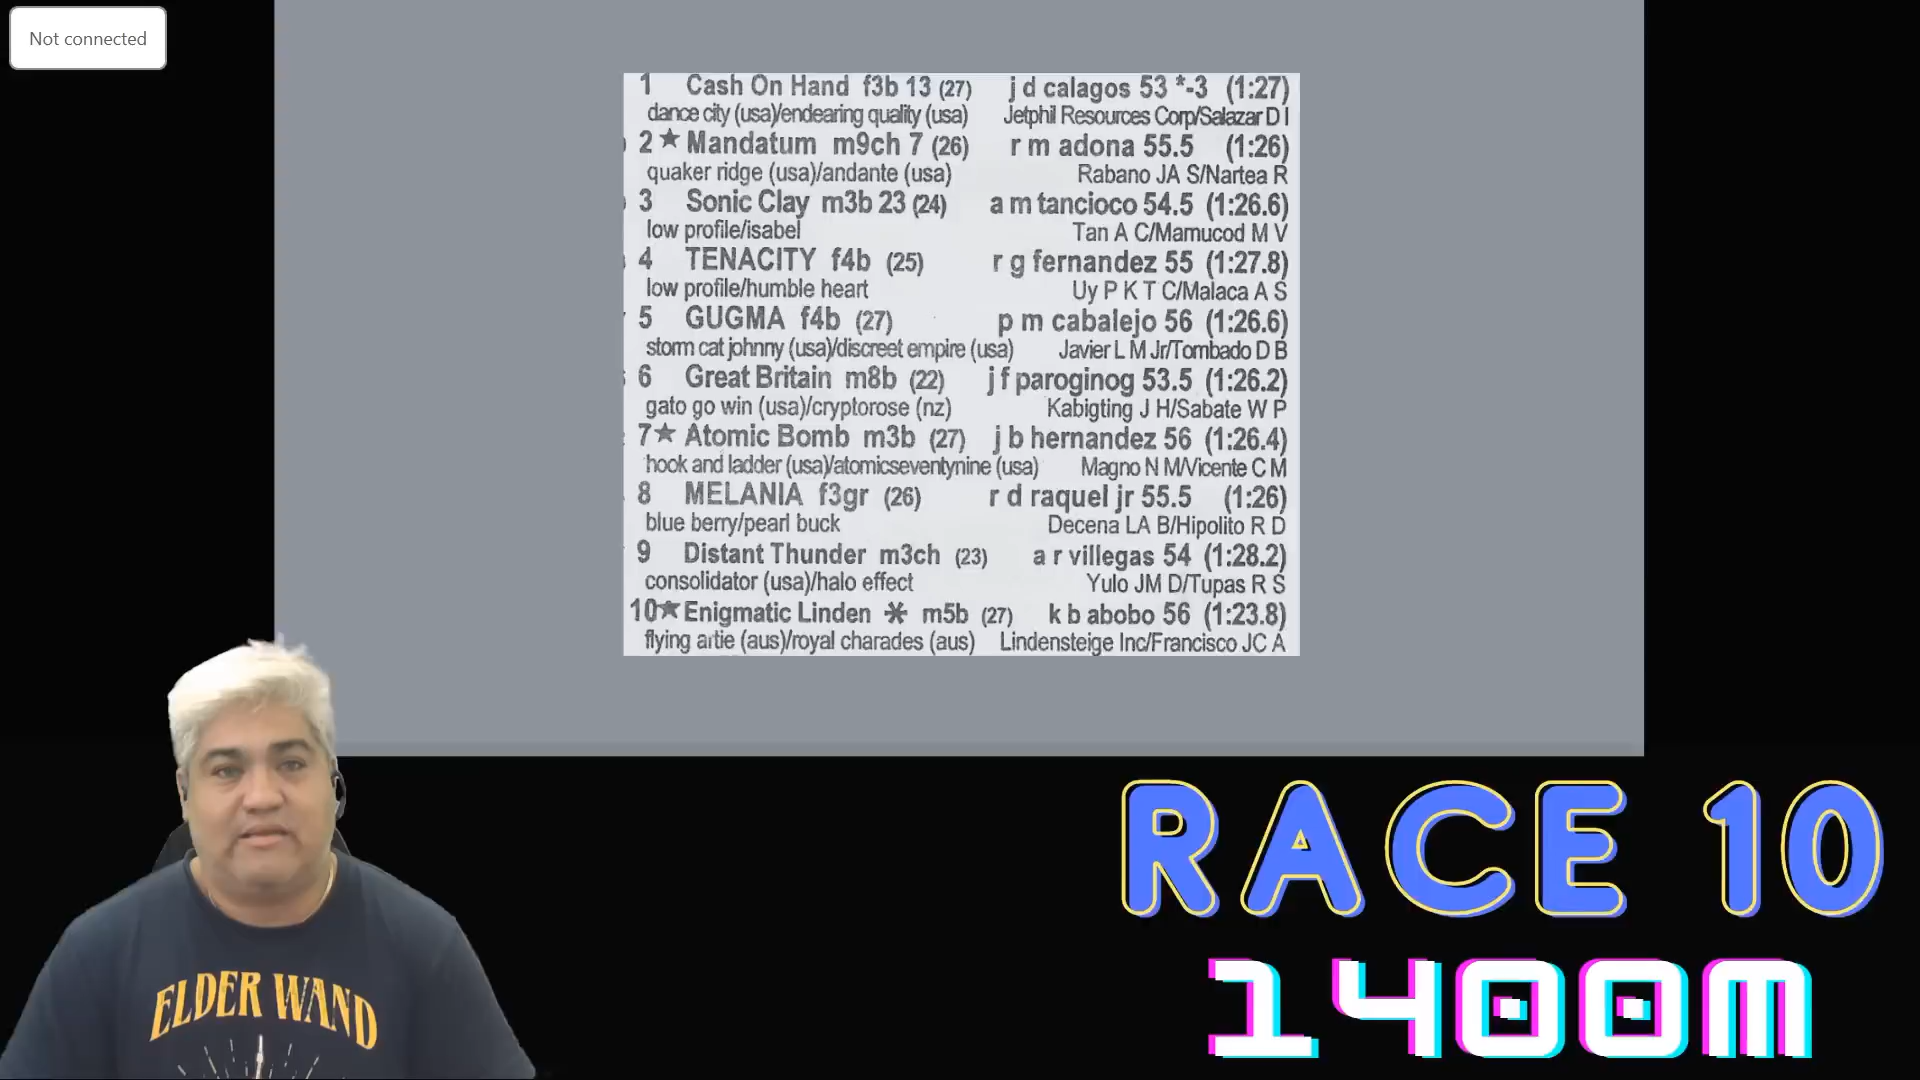 Not connected
1 Cash On Hand f3b 13 (27) j d calagos 53 *-3 (1:27)
dance city (usa)/endearing quality (usa) Jetphil Resources Corp/Salazar D I
2★ Mandatum m9ch 7 (26) r m adona 55.5 (1:26)
quaker ridge (usa)/andante (usa) Rabano JA S/Nartea R
3 Sonic Clay m3b 23 (24) a m tancioco 54.5 (1:26.6)
low profile/isabel Tan A C/Mamucod M V
4 TENACITY f4b (25) r g fernandez 55 (1:27.8)
low profile/humble heart Uy P K T C/Malaca A S
5 GUGMA f4b (27) p m cabalejo 56 (1:26.6)
storm cat johnny (usa)/discreet empire (usa) Javier L M Jr/Tombado D B
6 Great Britain m8b (22) j f paroginog 53.5 (1:26.2)
gato go win (usa)/cryptorose (nz) Kabigting J H/Sabate W P
7★ Atomic Bomb m3b (27) j b hernandez 56 (1:26.4)
hook and ladder (usa)/atomicseventynine (usa) Magno N M/Vicente C M
8 MELANIA f3gr (26) r d raquel jr 55.5 (1:26)
blue berry/pearl buck Decena LA B/Hipolito R D
9 Distant Thunder m3ch (23) a r villegas 54 (1:28.2)
consolidator (usa)/halo effect Yulo JM D/Tupas R S
10★ Enigmatic Linden * m5b (27) k b abobo 56 (1:23.8)
flying artie (aus)/royal charades (aus) Lindensteige Inc/Francisco JC A
RACE 10
1400M
ELDER WAND